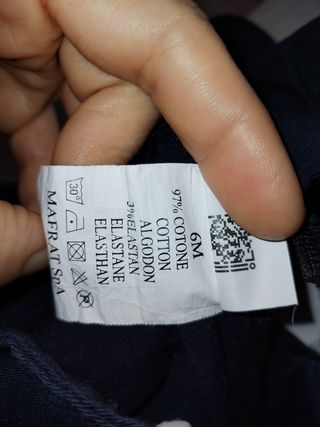 6M
97% COTONE
COTTON
ALGODON
3%ELASTAN
ELASTANE
ELASTHAN
30°
MAFRAT SpA